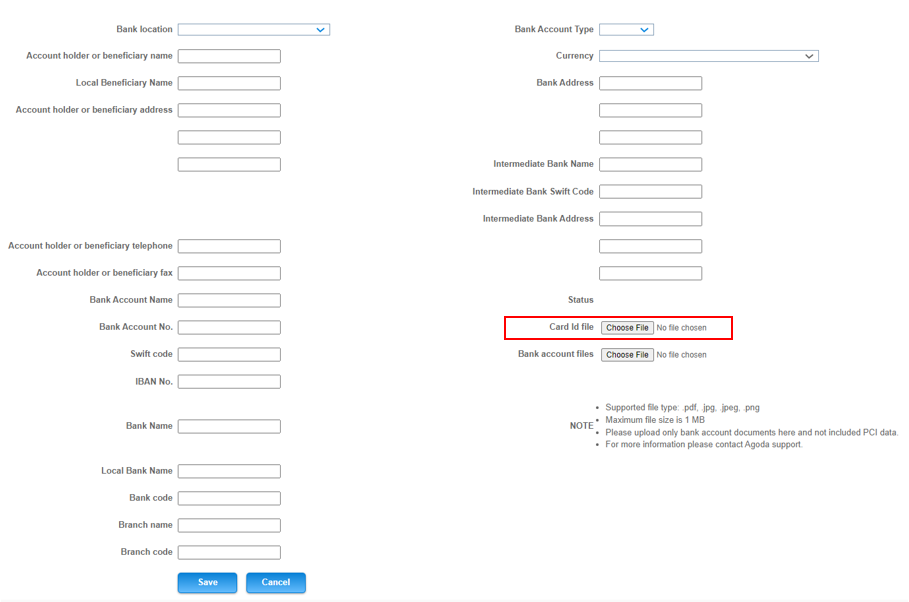 Bank location
Account holder or beneficiary name
Local Beneficiary Name
Account holder or beneficiary address
Account holder or beneficiary telephone
Account holder or beneficiary fax
Bank Account Name
Bank Account No.
Swift code
IBAN No.
Bank Name
Local Bank Name
Bank code
Branch name
Branch code
Save Cancel
Bank Account Type
Currency
Bank Address
Intermediate Bank Name
Intermediate Bank Swift Code
Intermediate Bank Address
Status
Card Id file Choose File No file chosen
Bank account files Choose File No file chosen
NOTE
• Supported file type: .pdf, .jpg, .jpeg, .png
• Maximum file size is 1 MB
• Please upload only bank account documents here and not included PCI data.
• For more information please contact Agoda support.